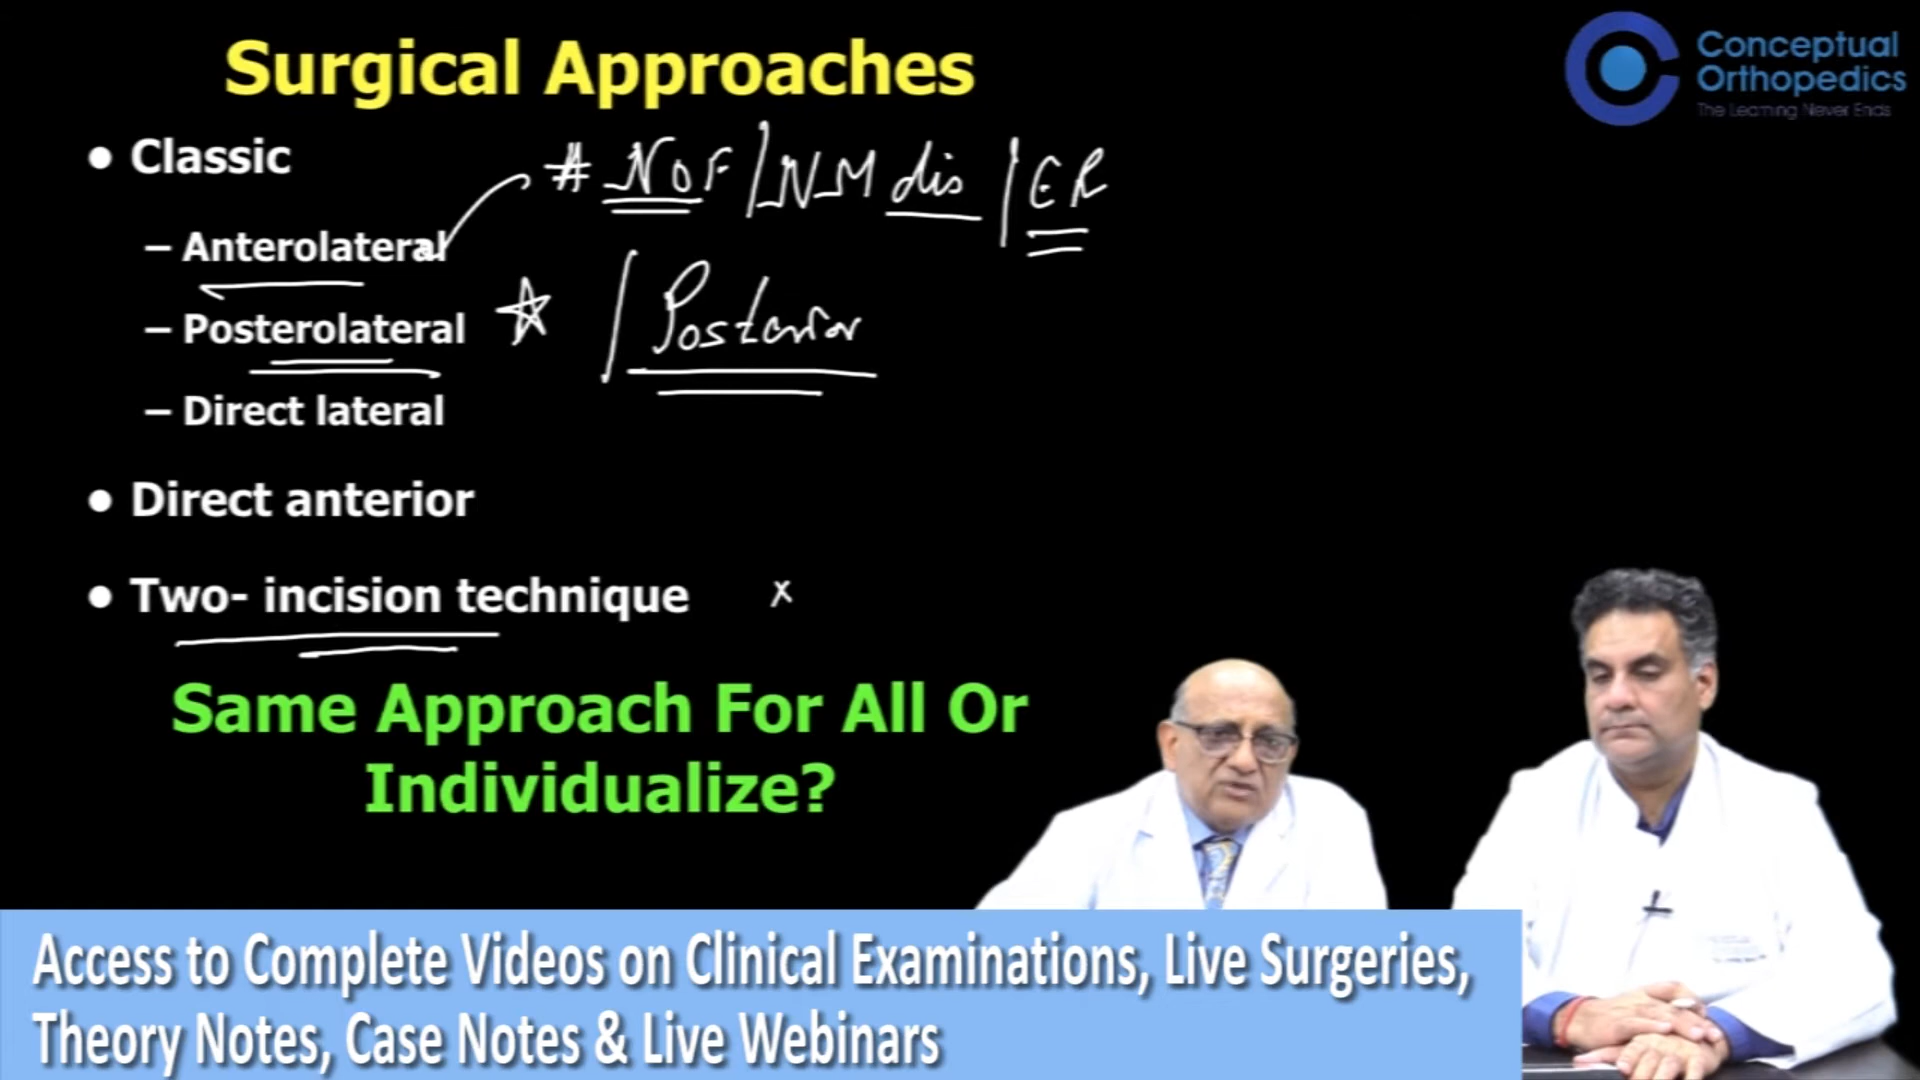 Surgical Approaches
Conceptual
Orthopedics
The Learning Never Ends
• Classic
# NOF / NM dis / ER
– Anterolateral
– Posterolateral ☆ / Posterior
– Direct lateral
• Direct anterior
• Two- incision technique x
Same Approach For All Or
Individualize?
Access to Complete Videos on Clinical Examinations, Live Surgeries,
Theory Notes, Case Notes & Live Webinars